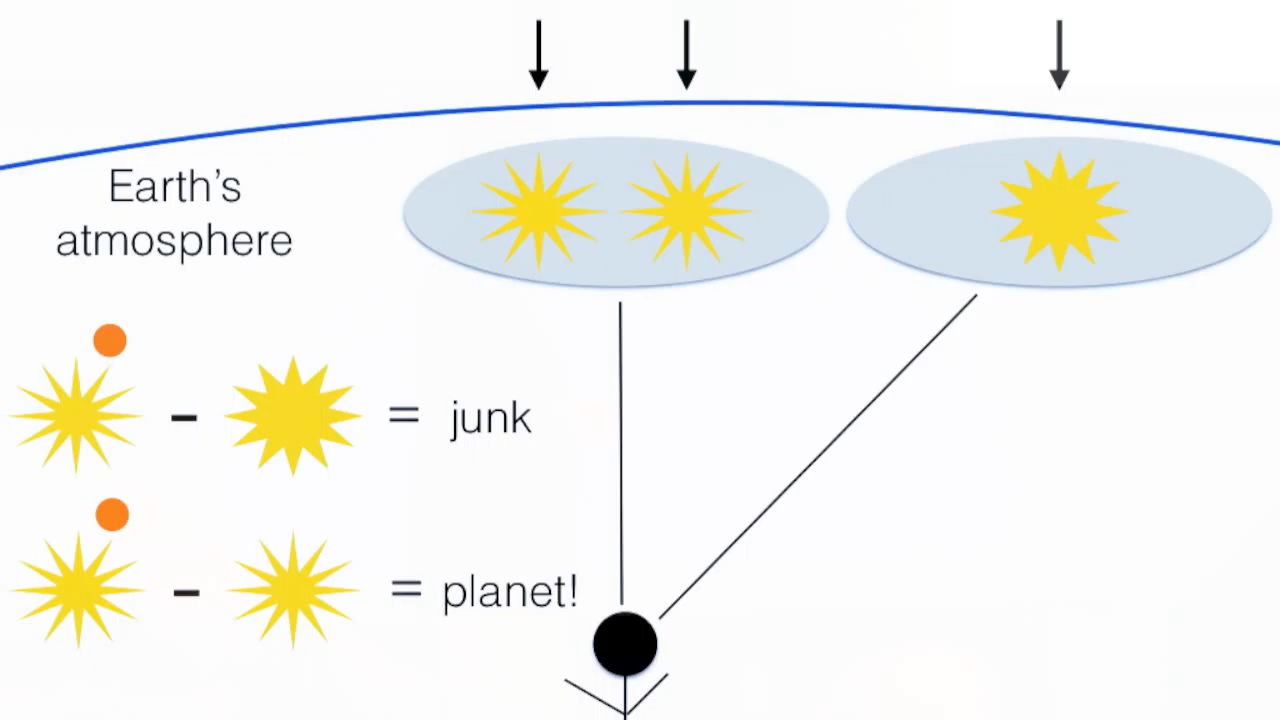 Earth’s
atmosphere
- = junk
- = planet!